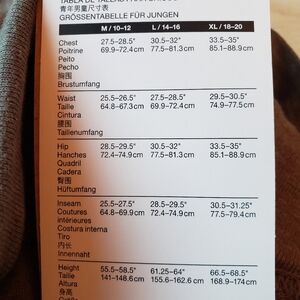 青年男童尺寸表
GRÖSSENTABELLE FÜR JUNGEN
M / 10–12 L / 14–16 XL / 18–20
Chest 27.5–28.5" 30.5–32" 33.5–35"
Poitrine 69.9–72.4cm 77.5–81.3cm 85.1–88.9cm
Peito
Pecho
胸围
Brustumfang
Waist 25.5–26.5" 27.5–28.5" 29.5–30.5"
Taille 64.8–67.3cm 69.9–72.4cm 74.9–77.5cm
Cintura
腰围
Taillenumfang
Hip 28.5–29.5" 30.5–32" 33.5–35"
Hanches 72.4–74.9cm 77.5–81.3cm 85.1–88.9cm
Quadril
Cadera
臀围
Hüftumfang
Inseam 25.5–27.5" 28.5–29.5" 30.5–31.25"
Coutures 64.8–69.9cm 72.4–74.9cm 77.5–79.4cm
intérieures
Costura interna
Tiro
内长
Innennaht
Height 55.5–58.5" 61.25–64" 66.5–68.5"
Taille 141–148.6cm 155.6–162.6cm 168.9–174cm
Altura
身高